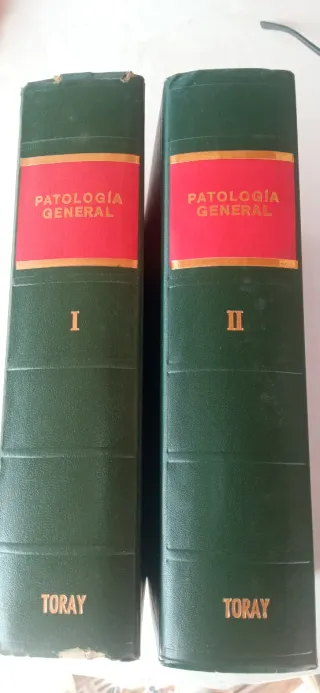 PATOLOGÍA
GENERAL
I
TORAY
PATOLOGÍA
GENERAL
II
TORAY